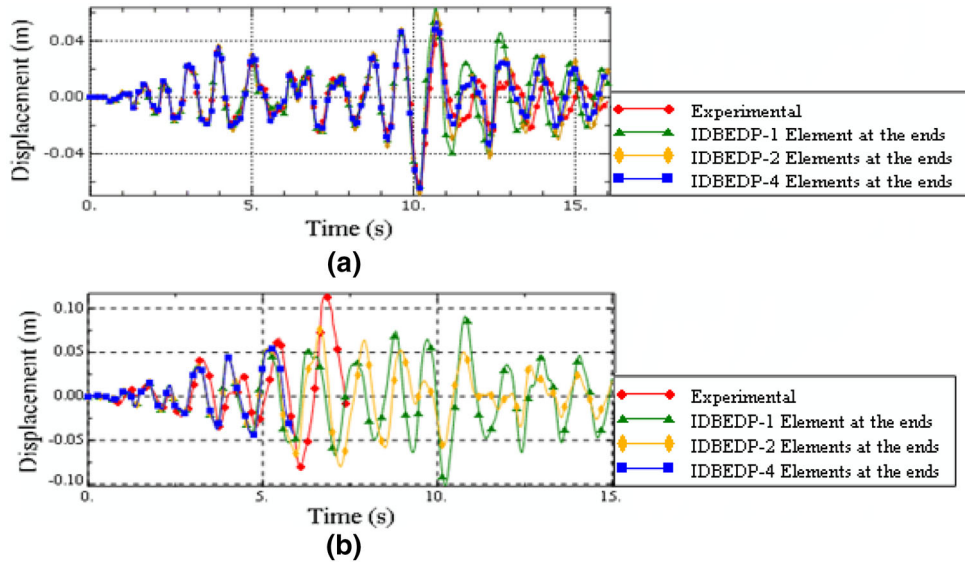 Displacement (m)
0.04
0.00
-0.04
0.
5.
10.
15.
Time (s)
Experimental
IDBEDP-1 Element at the ends
IDBEDP-2 Elements at the ends
IDBEDP-4 Elements at the ends
(a)
Displacement (m)
0.10
0.05
0.00
-0.05
-0.10
0.
5.
10.
15.
Time (s)
Experimental
IDBEDP-1 Element at the ends
IDBEDP-2 Elements at the ends
IDBEDP-4 Elements at the ends
(b)